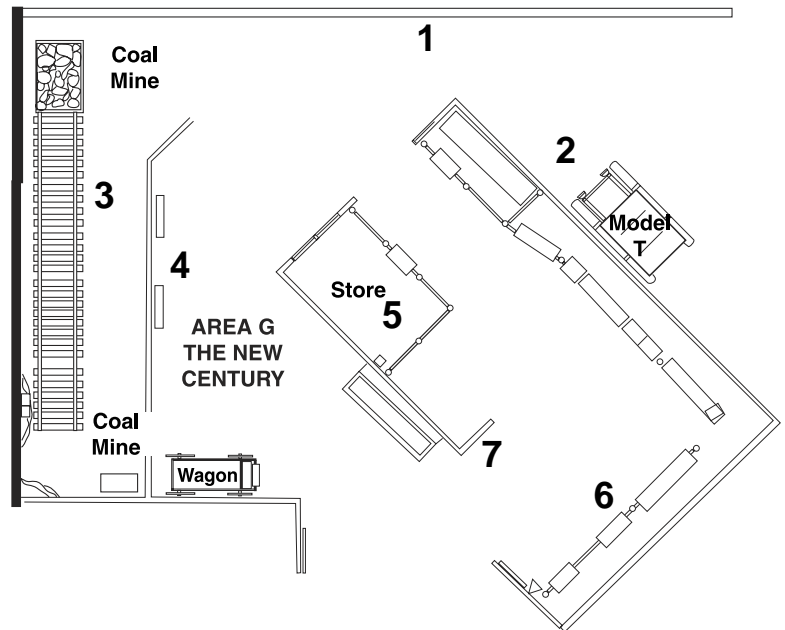 1
Coal
Mine
2
3
Model
T
4
Store
5
AREA G
THE NEW
CENTURY
Coal
Mine
7
Wagon
6